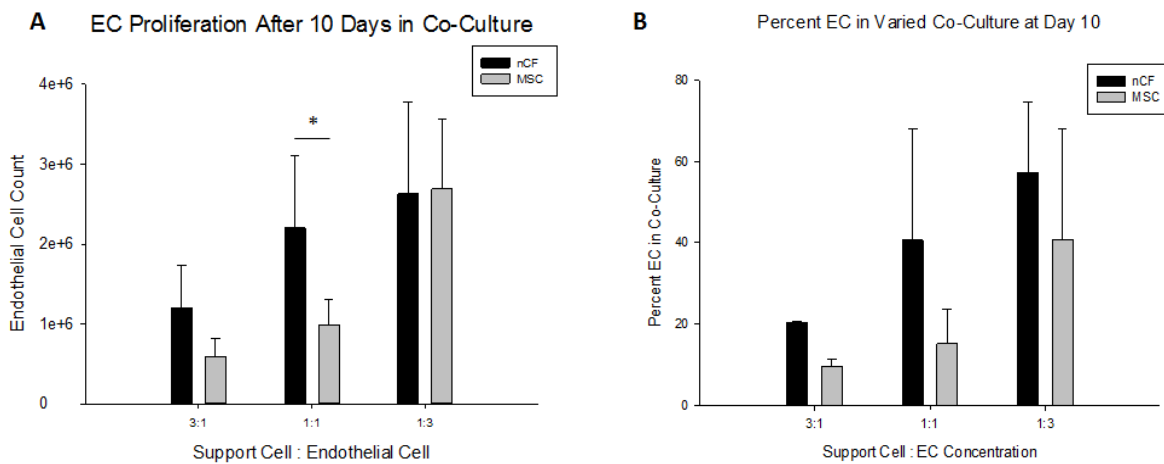 A
EC Proliferation After 10 Days in Co-Culture
nCF
MSC
4e+6
3e+6
2e+6
1e+6
0
*
Endothelial Cell Count
3:1
1:1
1:3
Support Cell : Endothelial Cell
B
Percent EC in Varied Co-Culture at Day 10
nCF
MSC
80
60
40
20
0
Percent EC in Co-Culture
3:1
1:1
1:3
Support Cell : EC Concentration